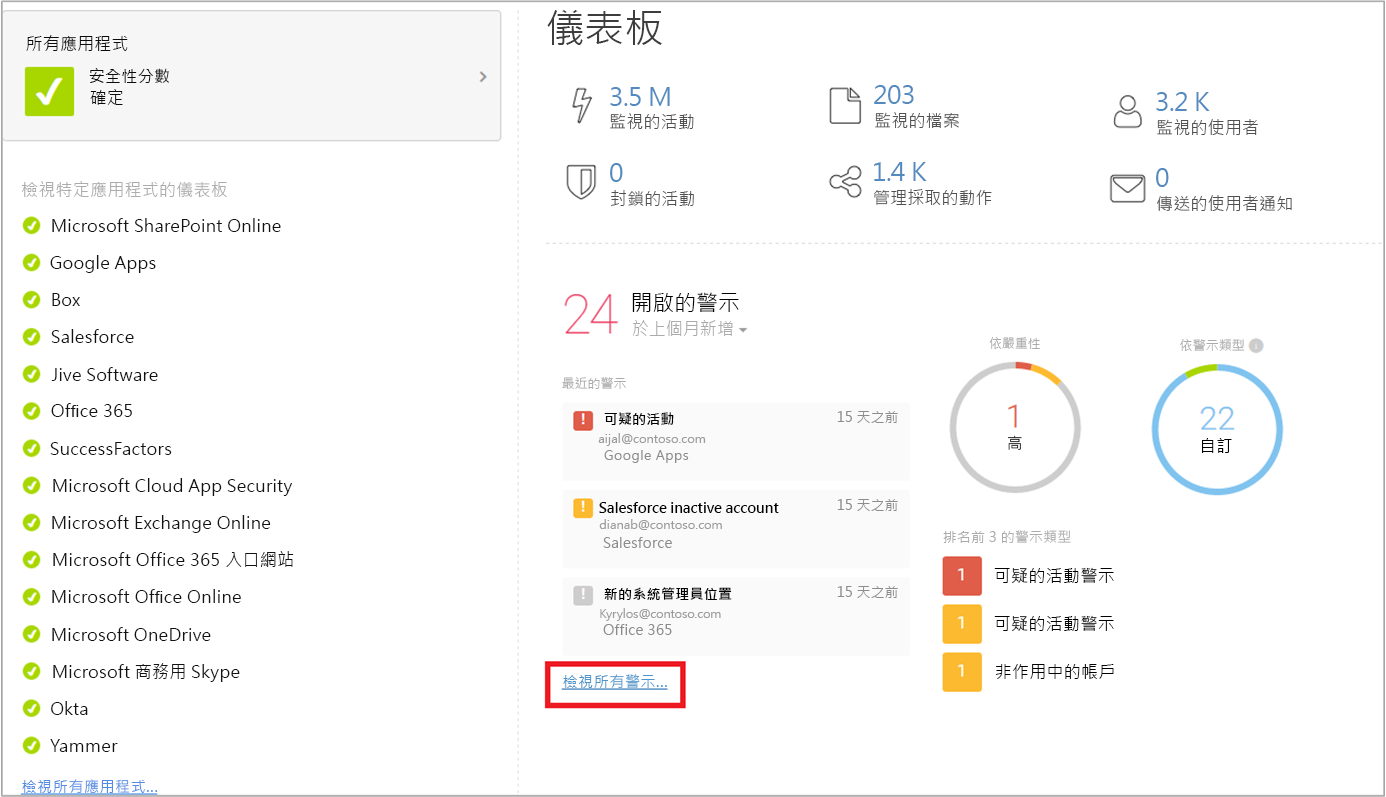 所有應用程式
安全性分數
確定
檢視特定應用程式的儀表板
Microsoft SharePoint Online
Google Apps
Box
Salesforce
Jive Software
Office 365
SuccessFactors
Microsoft Cloud App Security
Microsoft Exchange Online
Microsoft Office 365 入口網站
Microsoft Office Online
Microsoft OneDrive
Microsoft 商務用 Skype
Okta
Yammer
檢視所有應用程式...
儀表板
3.5 M
監視的活動
203
監視的檔案
3.2 K
監視的使用者
0
封鎖的活動
1.4 K
管理採取的動作
0
傳送的使用者通知
24
開啟的警示
於上個月新增
最近的警示
可疑的活動
15 天之前
aijal@contoso.com
Google Apps
Salesforce inactive account
15 天之前
dianab@contoso.com
Salesforce
新的系統管理員位置
15 天之前
Kyrylos@contoso.com
Office 365
檢視所有警示...
依嚴重性
1
高
依警示類型
22
自訂
排名前 3 的警示類型
1 可疑的活動警示
1 可疑的活動警示
1 非作用中的帳戶